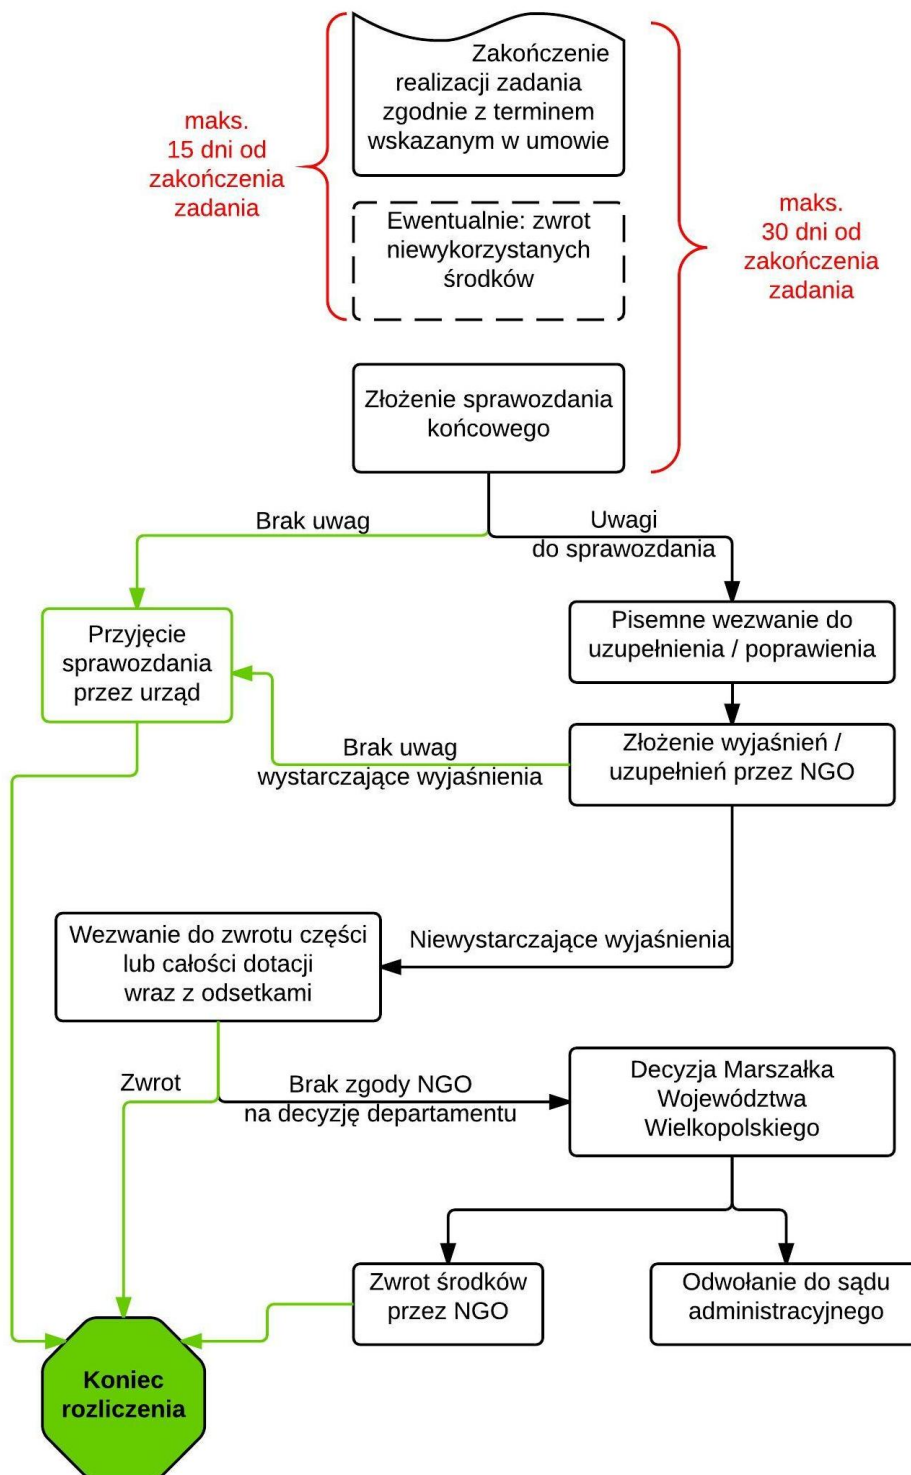 Zakończenie
realizacji zadania
zgodnie z terminem
wskazanym w umowie
maks.
15 dni od
zakończenia
zadania
maks.
30 dni od
zakończenia
zadania
Ewentualnie: zwrot
niewykorzystanych
środków
Złożenie sprawozdania
końcowego
Brak uwag
Uwagi
do sprawozdania
Przyjęcie
sprawozdania
przez urząd
Pisemne wezwanie do
uzupełnienia / poprawienia
Brak uwag
wystarczające wyjaśnienia
Złożenie wyjaśnień /
uzupełnień przez NGO
Niewystarczające wyjaśnienia
Wezwanie do zwrotu części
lub całości dotacji
wraz z odsetkami
Zwrot
Brak zgody NGO
na decyzję departamentu
Decyzja Marszałka
Województwa
Wielkopolskiego
Zwrot środków
przez NGO
Odwołanie do sądu
administracyjnego
Koniec
rozliczenia